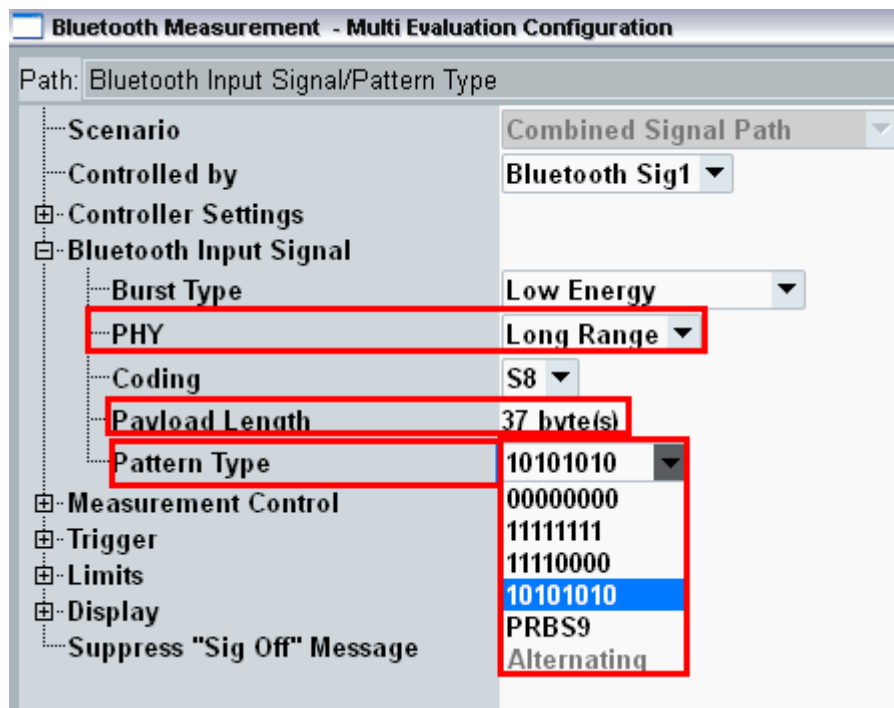 Bluetooth Measurement - Multi Evaluation Configuration
Path: Bluetooth Input Signal/Pattern Type
Scenario Combined Signal Path
Controlled by Bluetooth Sig1
Controller Settings
Bluetooth Input Signal
Burst Type Low Energy
PHY Long Range
Coding S8
Payload Length 37 byte(s)
Pattern Type 10101010
Measurement Control 00000000
Trigger 11111111
11110000
Limits
10101010
Display
PRBS9
Suppress "Sig Off" Message
Alternating